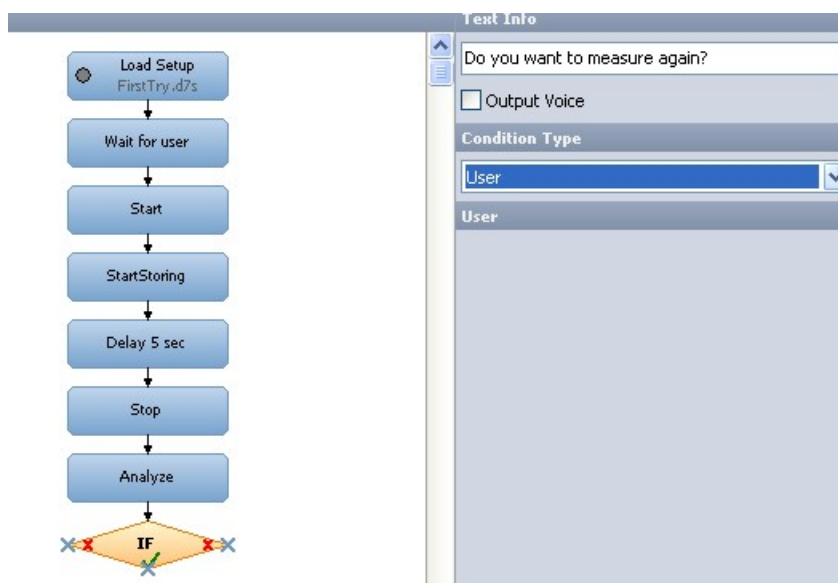 Load Setup
FirstTry.d7s
Wait for user
Start
StartStoring
Delay 5 sec
Stop
Analyze
IF
Text Info
Do you want to measure again?
Output Voice
Condition Type
User
User